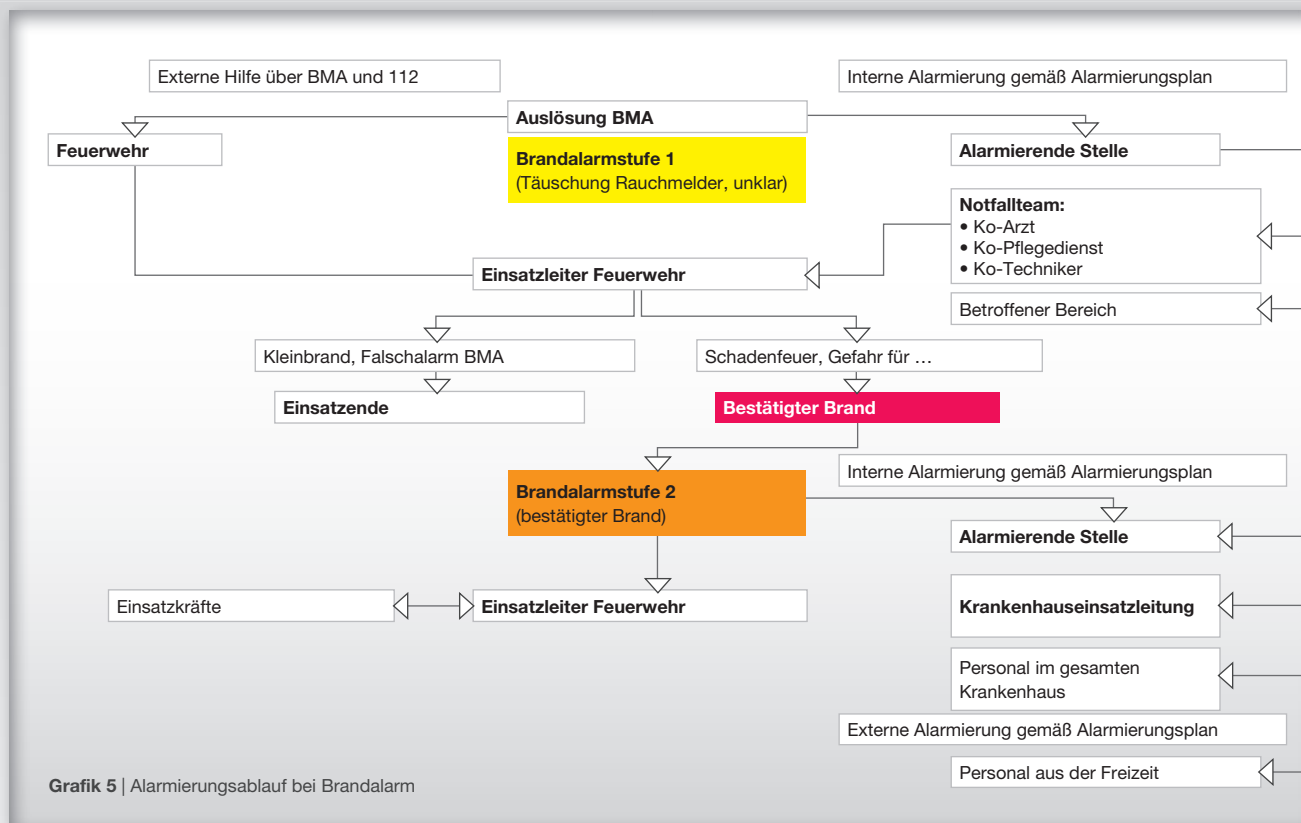 Externe Hilfe über BMA und 112
Interne Alarmierung gemäß Alarmierungsplan
Auslösung BMA
Feuerwehr
Brandalarmstufe 1
(Täuschung Rauchmelder, unklar)
Alarmierende Stelle
Notfallteam:
• Ko-Arzt
• Ko-Pflegedienst
• Ko-Techniker
Einsatzleiter Feuerwehr
Betroffener Bereich
Kleinbrand, Falschalarm BMA
Schadenfeuer, Gefahr für …
Einsatzende
Bestätigter Brand
Interne Alarmierung gemäß Alarmierungsplan
Brandalarmstufe 2
(bestätigter Brand)
Alarmierende Stelle
Einsatzkräfte
Einsatzleiter Feuerwehr
Krankenhauseinsatzleitung
Personal im gesamten
Krankenhaus
Externe Alarmierung gemäß Alarmierungsplan
Personal aus der Freizeit
Grafik 5 | Alarmierungsablauf bei Brandalarm